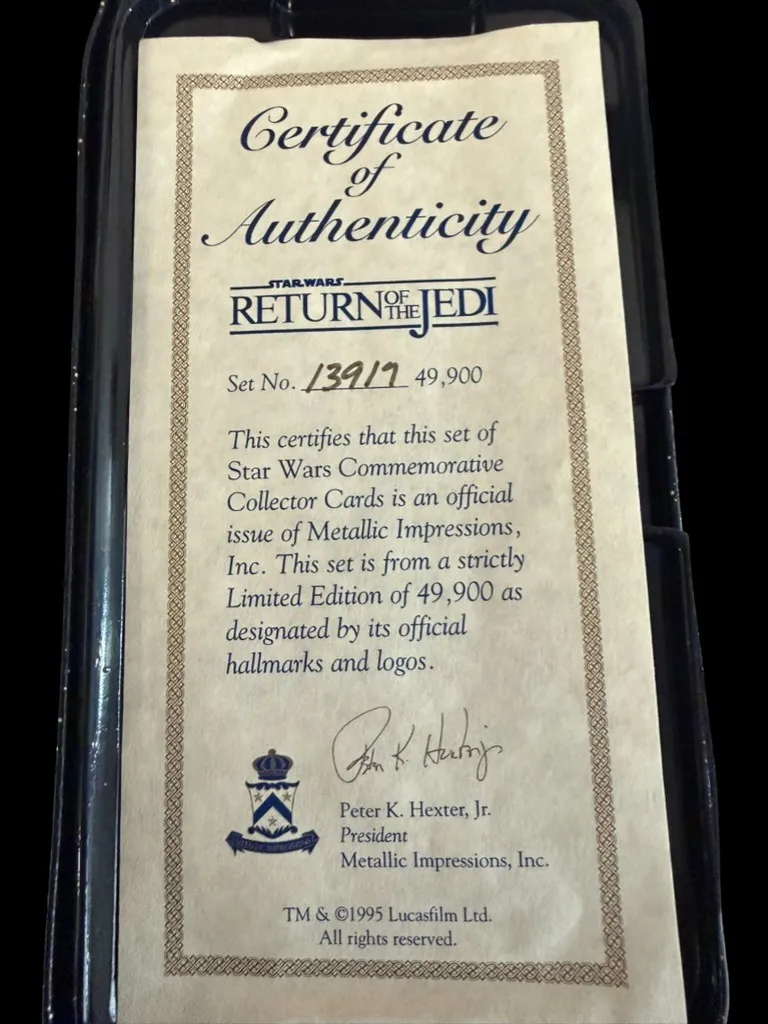 Certificate
of
Authenticity
STAR WARS
RETURN OF THE JEDI
Set No. 13917 49,900
This certifies that this set of
Star Wars Commemorative
Collector Cards is an official
issue of Metallic Impressions,
Inc. This set is from a strictly
Limited Edition of 49,900 as
designated by its official
hallmarks and logos.
Peter K. Hexter, Jr.
Peter K. Hexter, Jr.
President
Metallic Impressions, Inc.
TM & ©1995 Lucasfilm Ltd.
All rights reserved.